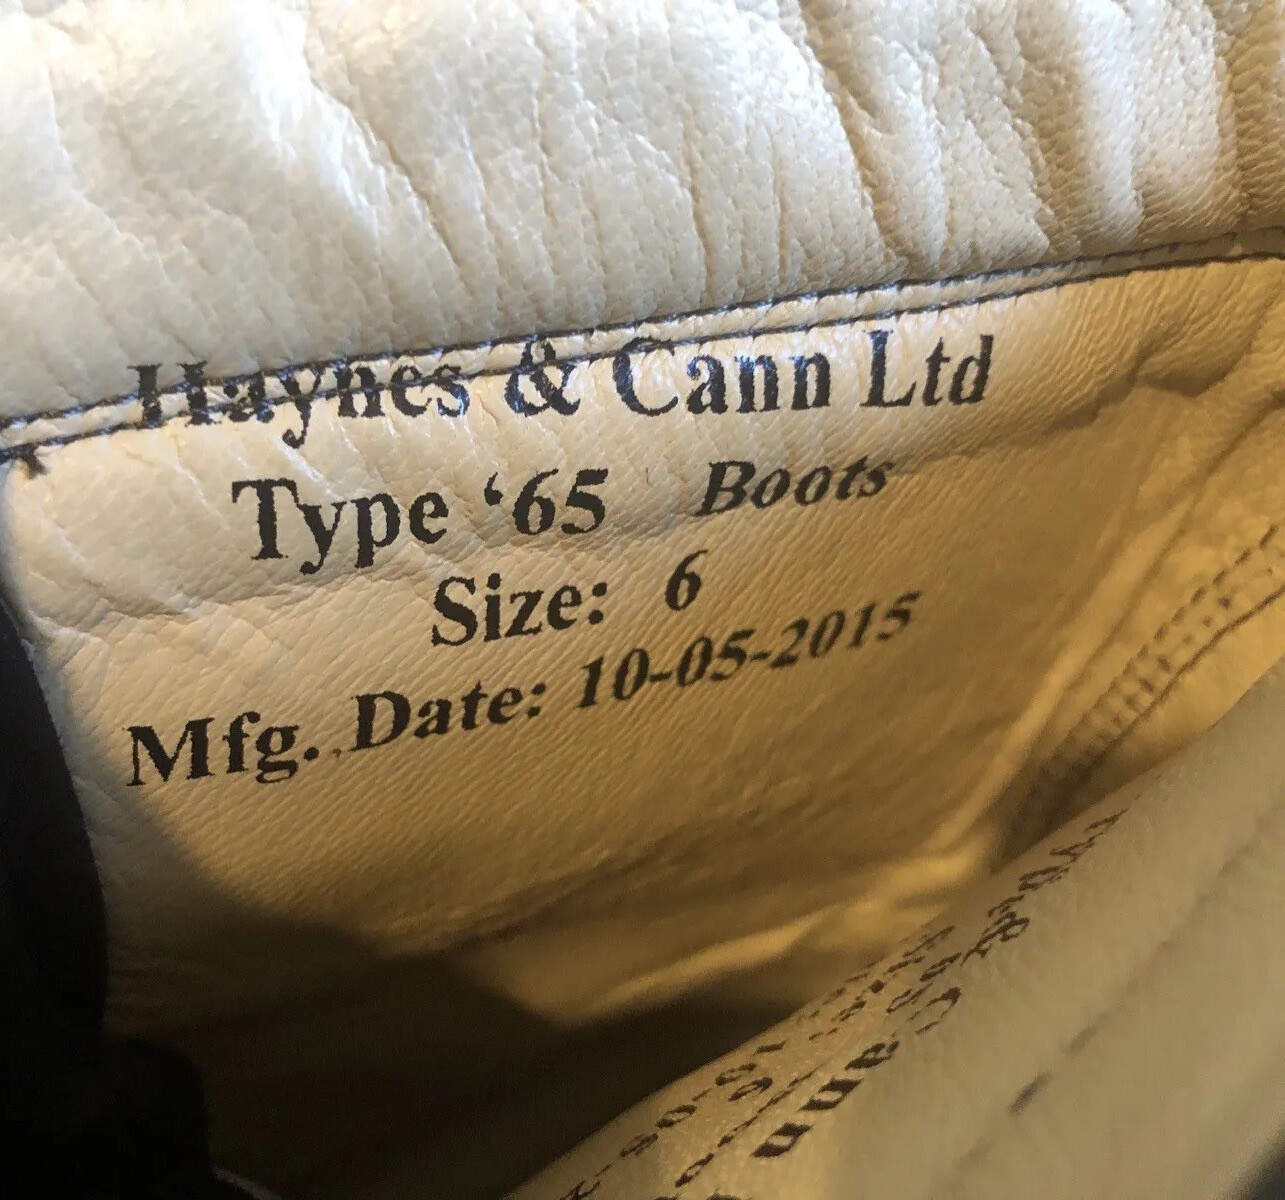 Haynes & Cann Ltd
Type ‘65 Boots
Size: 6
Mfg. Date: 10-05-2015